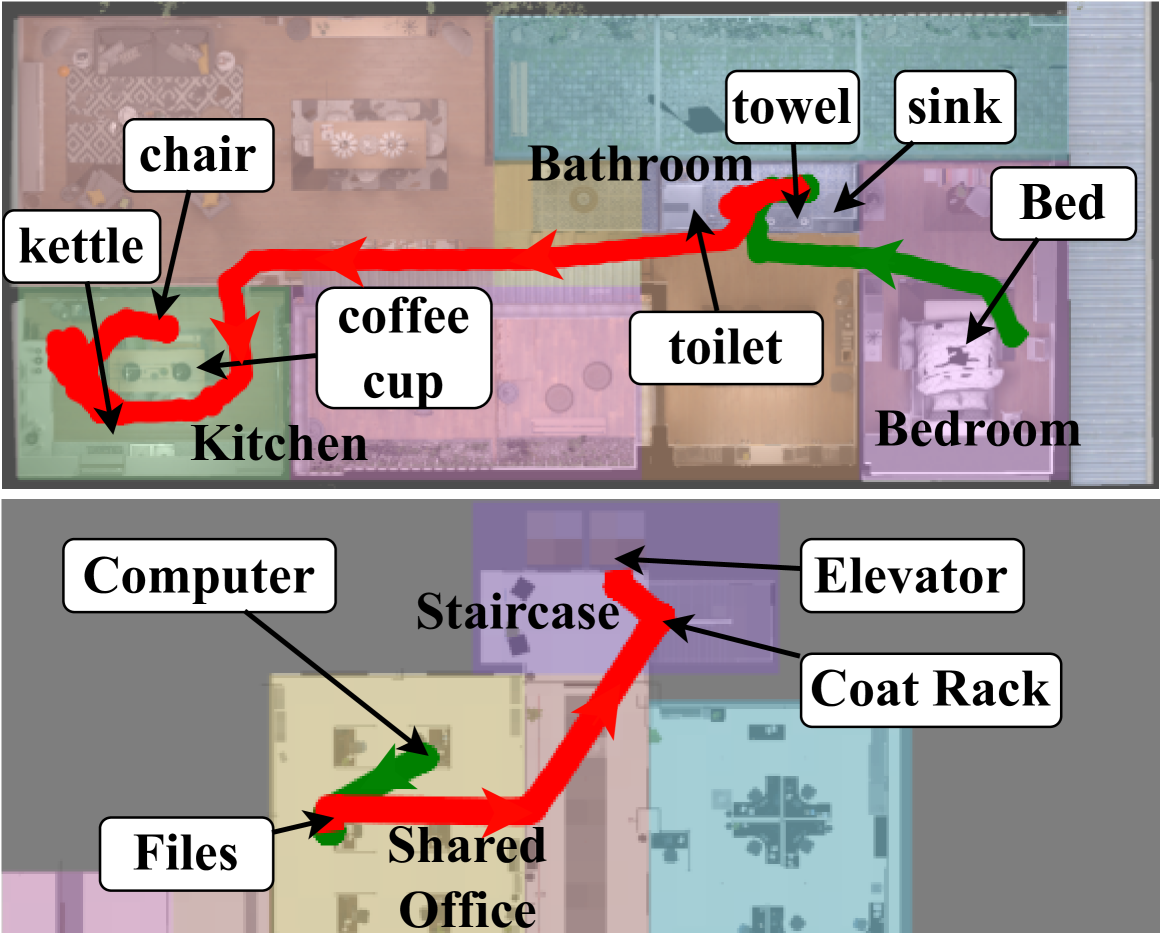 towel
sink
Bathroom
chair
Bed
kettle
coffee
cup
toilet
Kitchen
Bedroom
Computer
Elevator
Staircase
Coat Rack
Files
Shared
Office